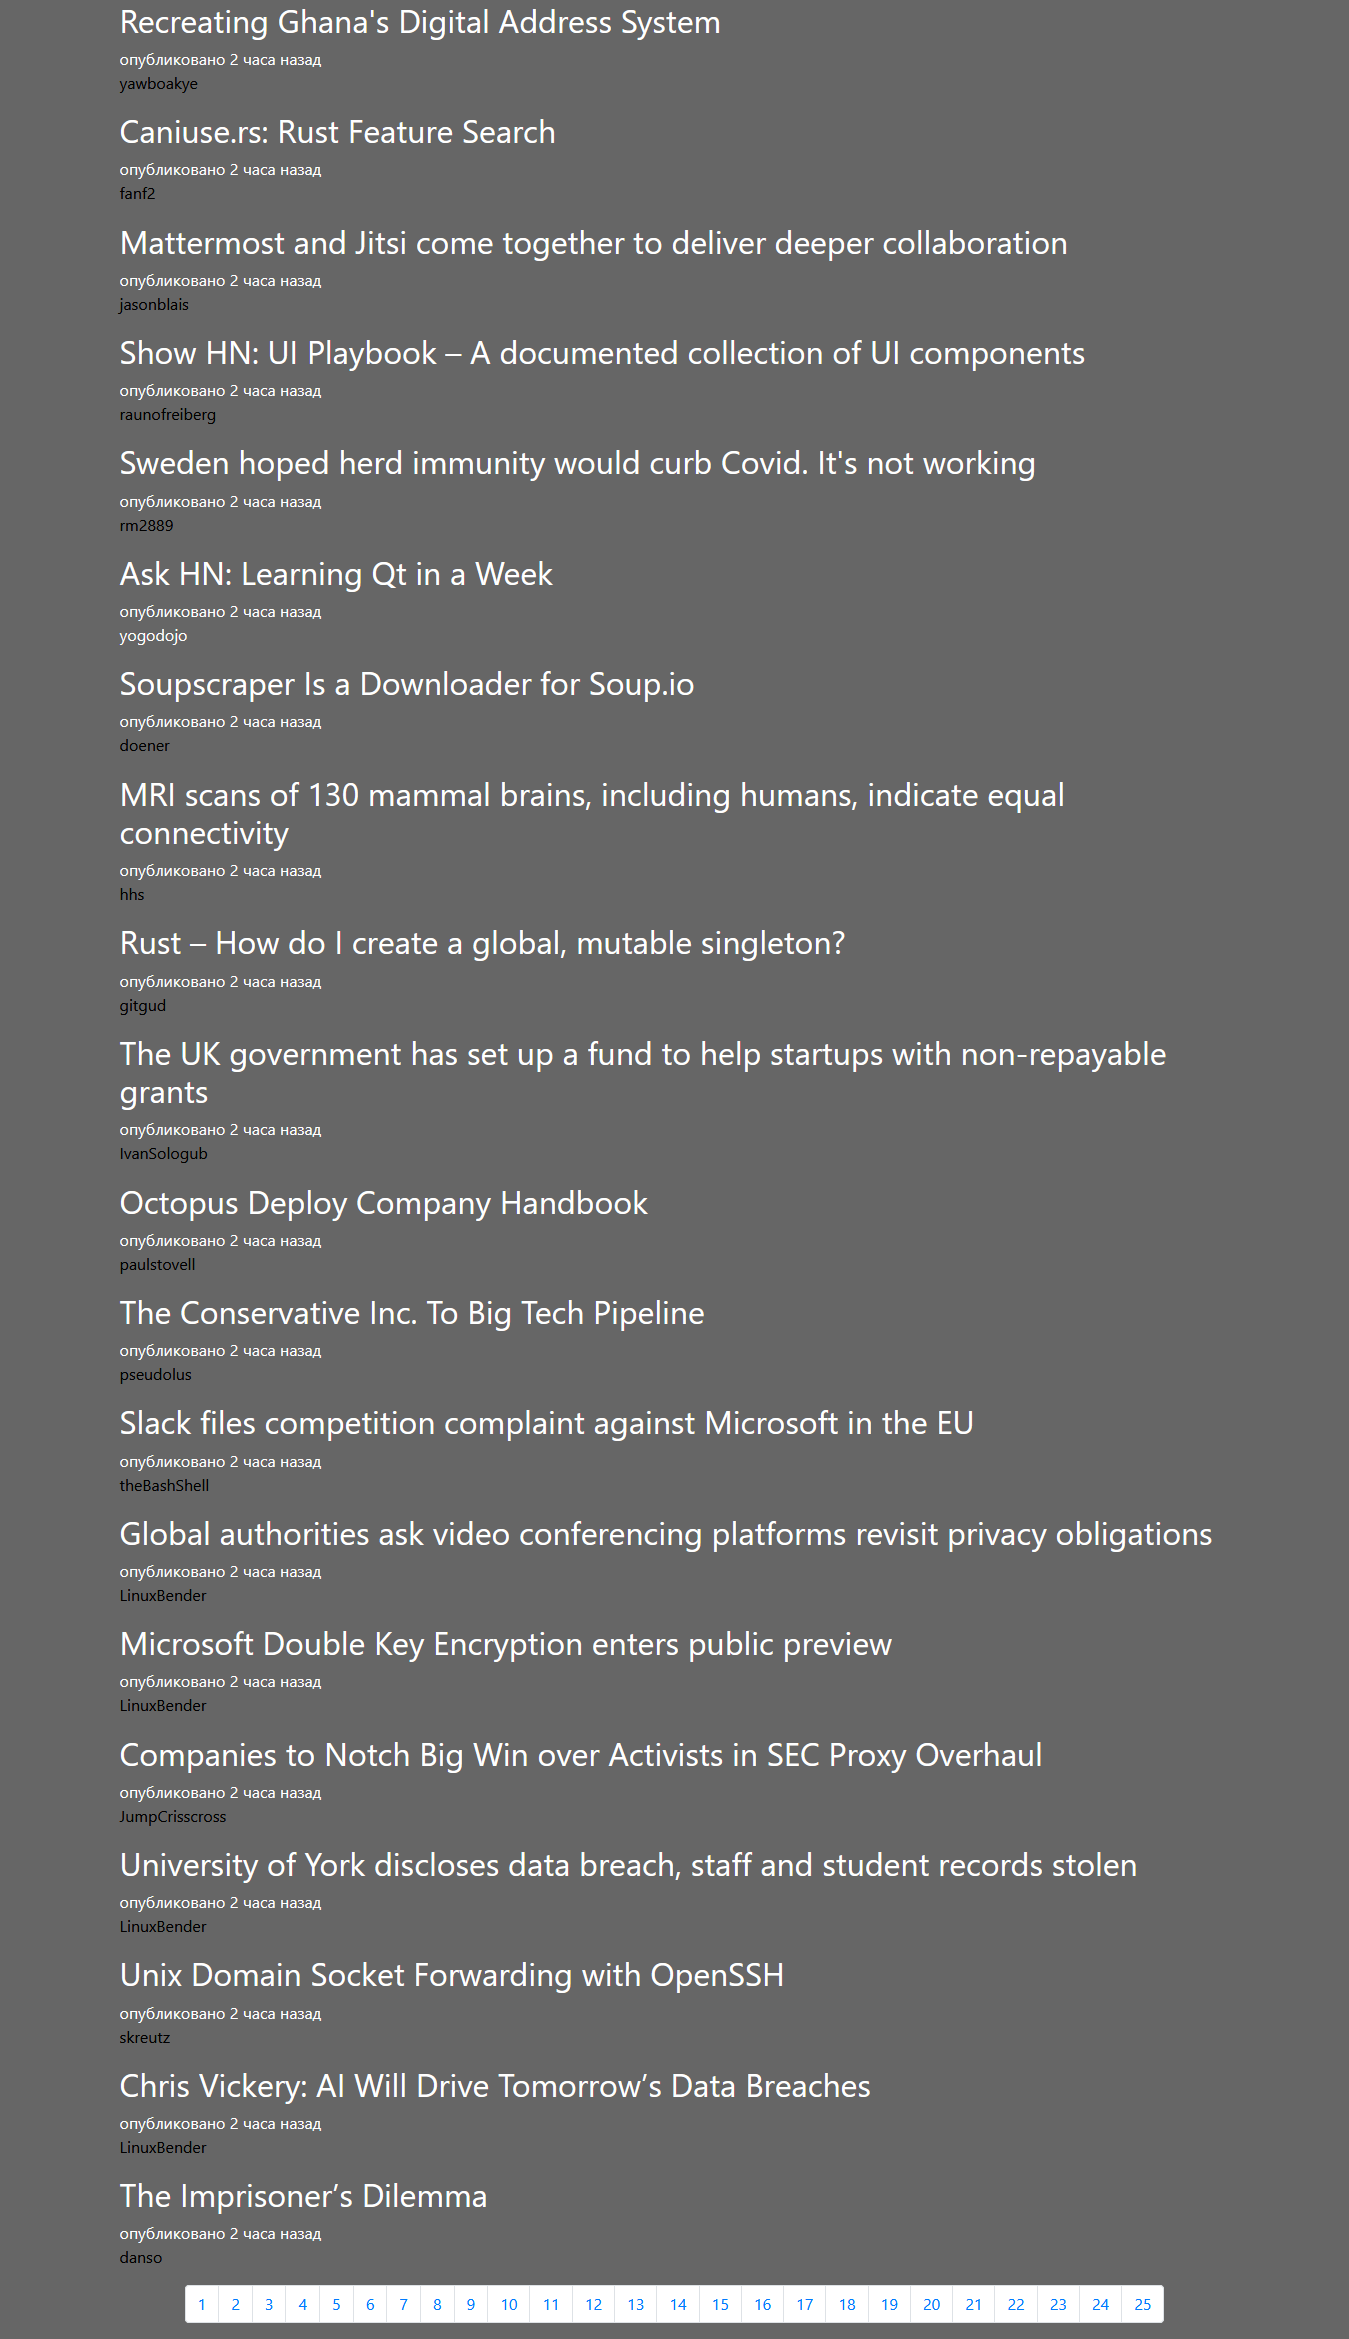 Recreating Ghana's Digital Address System
опубликовано 2 часа назад
yawboakye
Caniuse.rs: Rust Feature Search
опубликовано 2 часа назад
fanf2
Mattermost and Jitsi come together to deliver deeper collaboration
опубликовано 2 часа назад
jasonblais
Show HN: UI Playbook – A documented collection of UI components
опубликовано 2 часа назад
raunofreiberg
Sweden hoped herd immunity would curb Covid. It's not working
опубликовано 2 часа назад
rm2889
Ask HN: Learning Qt in a Week
опубликовано 2 часа назад
yogodojo
Soupscraper Is a Downloader for Soup.io
опубликовано 2 часа назад
doener
MRI scans of 130 mammal brains, including humans, indicate equal
connectivity
опубликовано 2 часа назад
hhs
Rust – How do I create a global, mutable singleton?
опубликовано 2 часа назад
gitgud
The UK government has set up a fund to help startups with non-repayable
grants
опубликовано 2 часа назад
IvanSologub
Octopus Deploy Company Handbook
опубликовано 2 часа назад
paulstovell
The Conservative Inc. To Big Tech Pipeline
опубликовано 2 часа назад
pseudolus
Slack files competition complaint against Microsoft in the EU
опубликовано 2 часа назад
theBashShell
Global authorities ask video conferencing platforms revisit privacy obligations
опубликовано 2 часа назад
LinuxBender
Microsoft Double Key Encryption enters public preview
опубликовано 2 часа назад
LinuxBender
Companies to Notch Big Win over Activists in SEC Proxy Overhaul
опубликовано 2 часа назад
JumpCrisscross
University of York discloses data breach, staff and student records stolen
опубликовано 2 часа назад
LinuxBender
Unix Domain Socket Forwarding with OpenSSH
опубликовано 2 часа назад
skreutz
Chris Vickery: AI Will Drive Tomorrow’s Data Breaches
опубликовано 2 часа назад
LinuxBender
The Imprisoner’s Dilemma
опубликовано 2 часа назад
danso
1 2 3 4 5 6 7 8 9 10 11 12 13 14 15 16 17 18 19 20 21 22 23 24 25